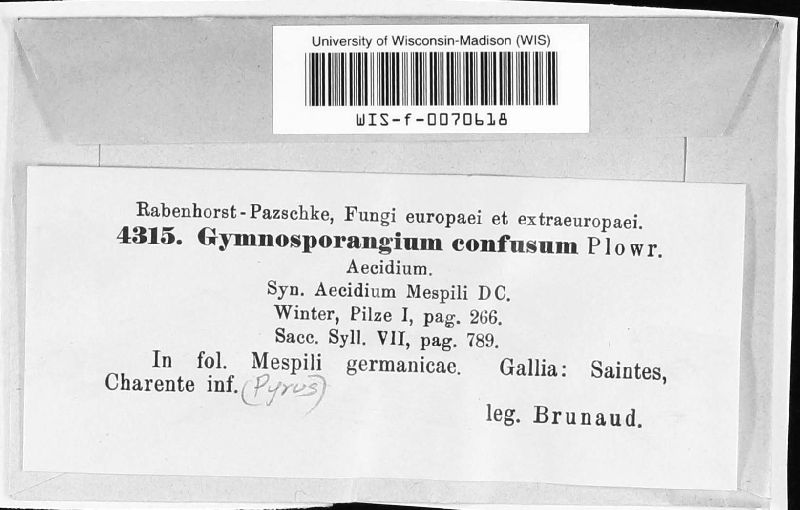 University of Wisconsin-Madison (WIS)
WIS-f-0070618
Rabenhorst-Pazschke, Fungi europaei et extraeuropaei.
4315. Gymnosporangium confusum Plowr.
Aecidium.
Syn. Aecidium Mespili DC.
Winter, Pilze I, pag. 266.
Sacc. Syll. VII, pag. 789.
In fol. Mespili germanicae. Gallia: Saintes,
Charente inf. (Pyrus)
leg. Brunaud.